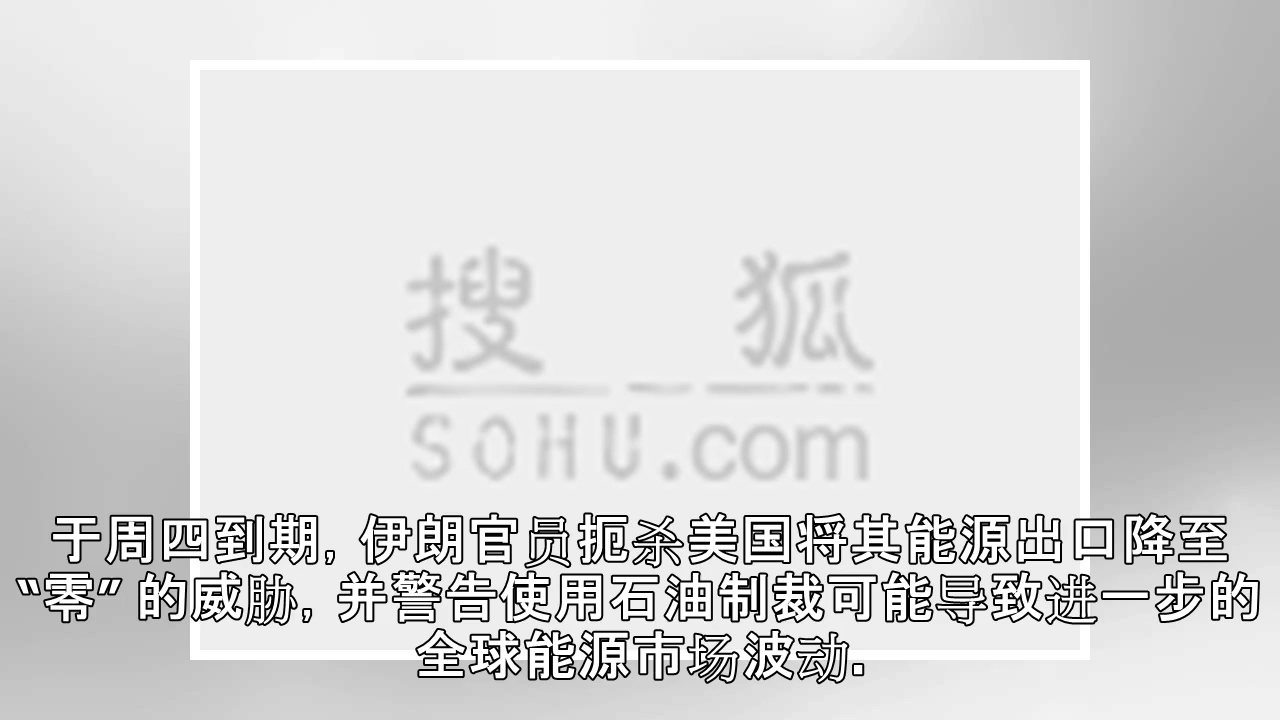 搜 狐
SOHU.com
于周四到期, 伊朗官员扼杀美国将其能源出口降至
“零” 的威胁, 并警告使用石油制裁可能导致进一步的
全球能源市场波动.